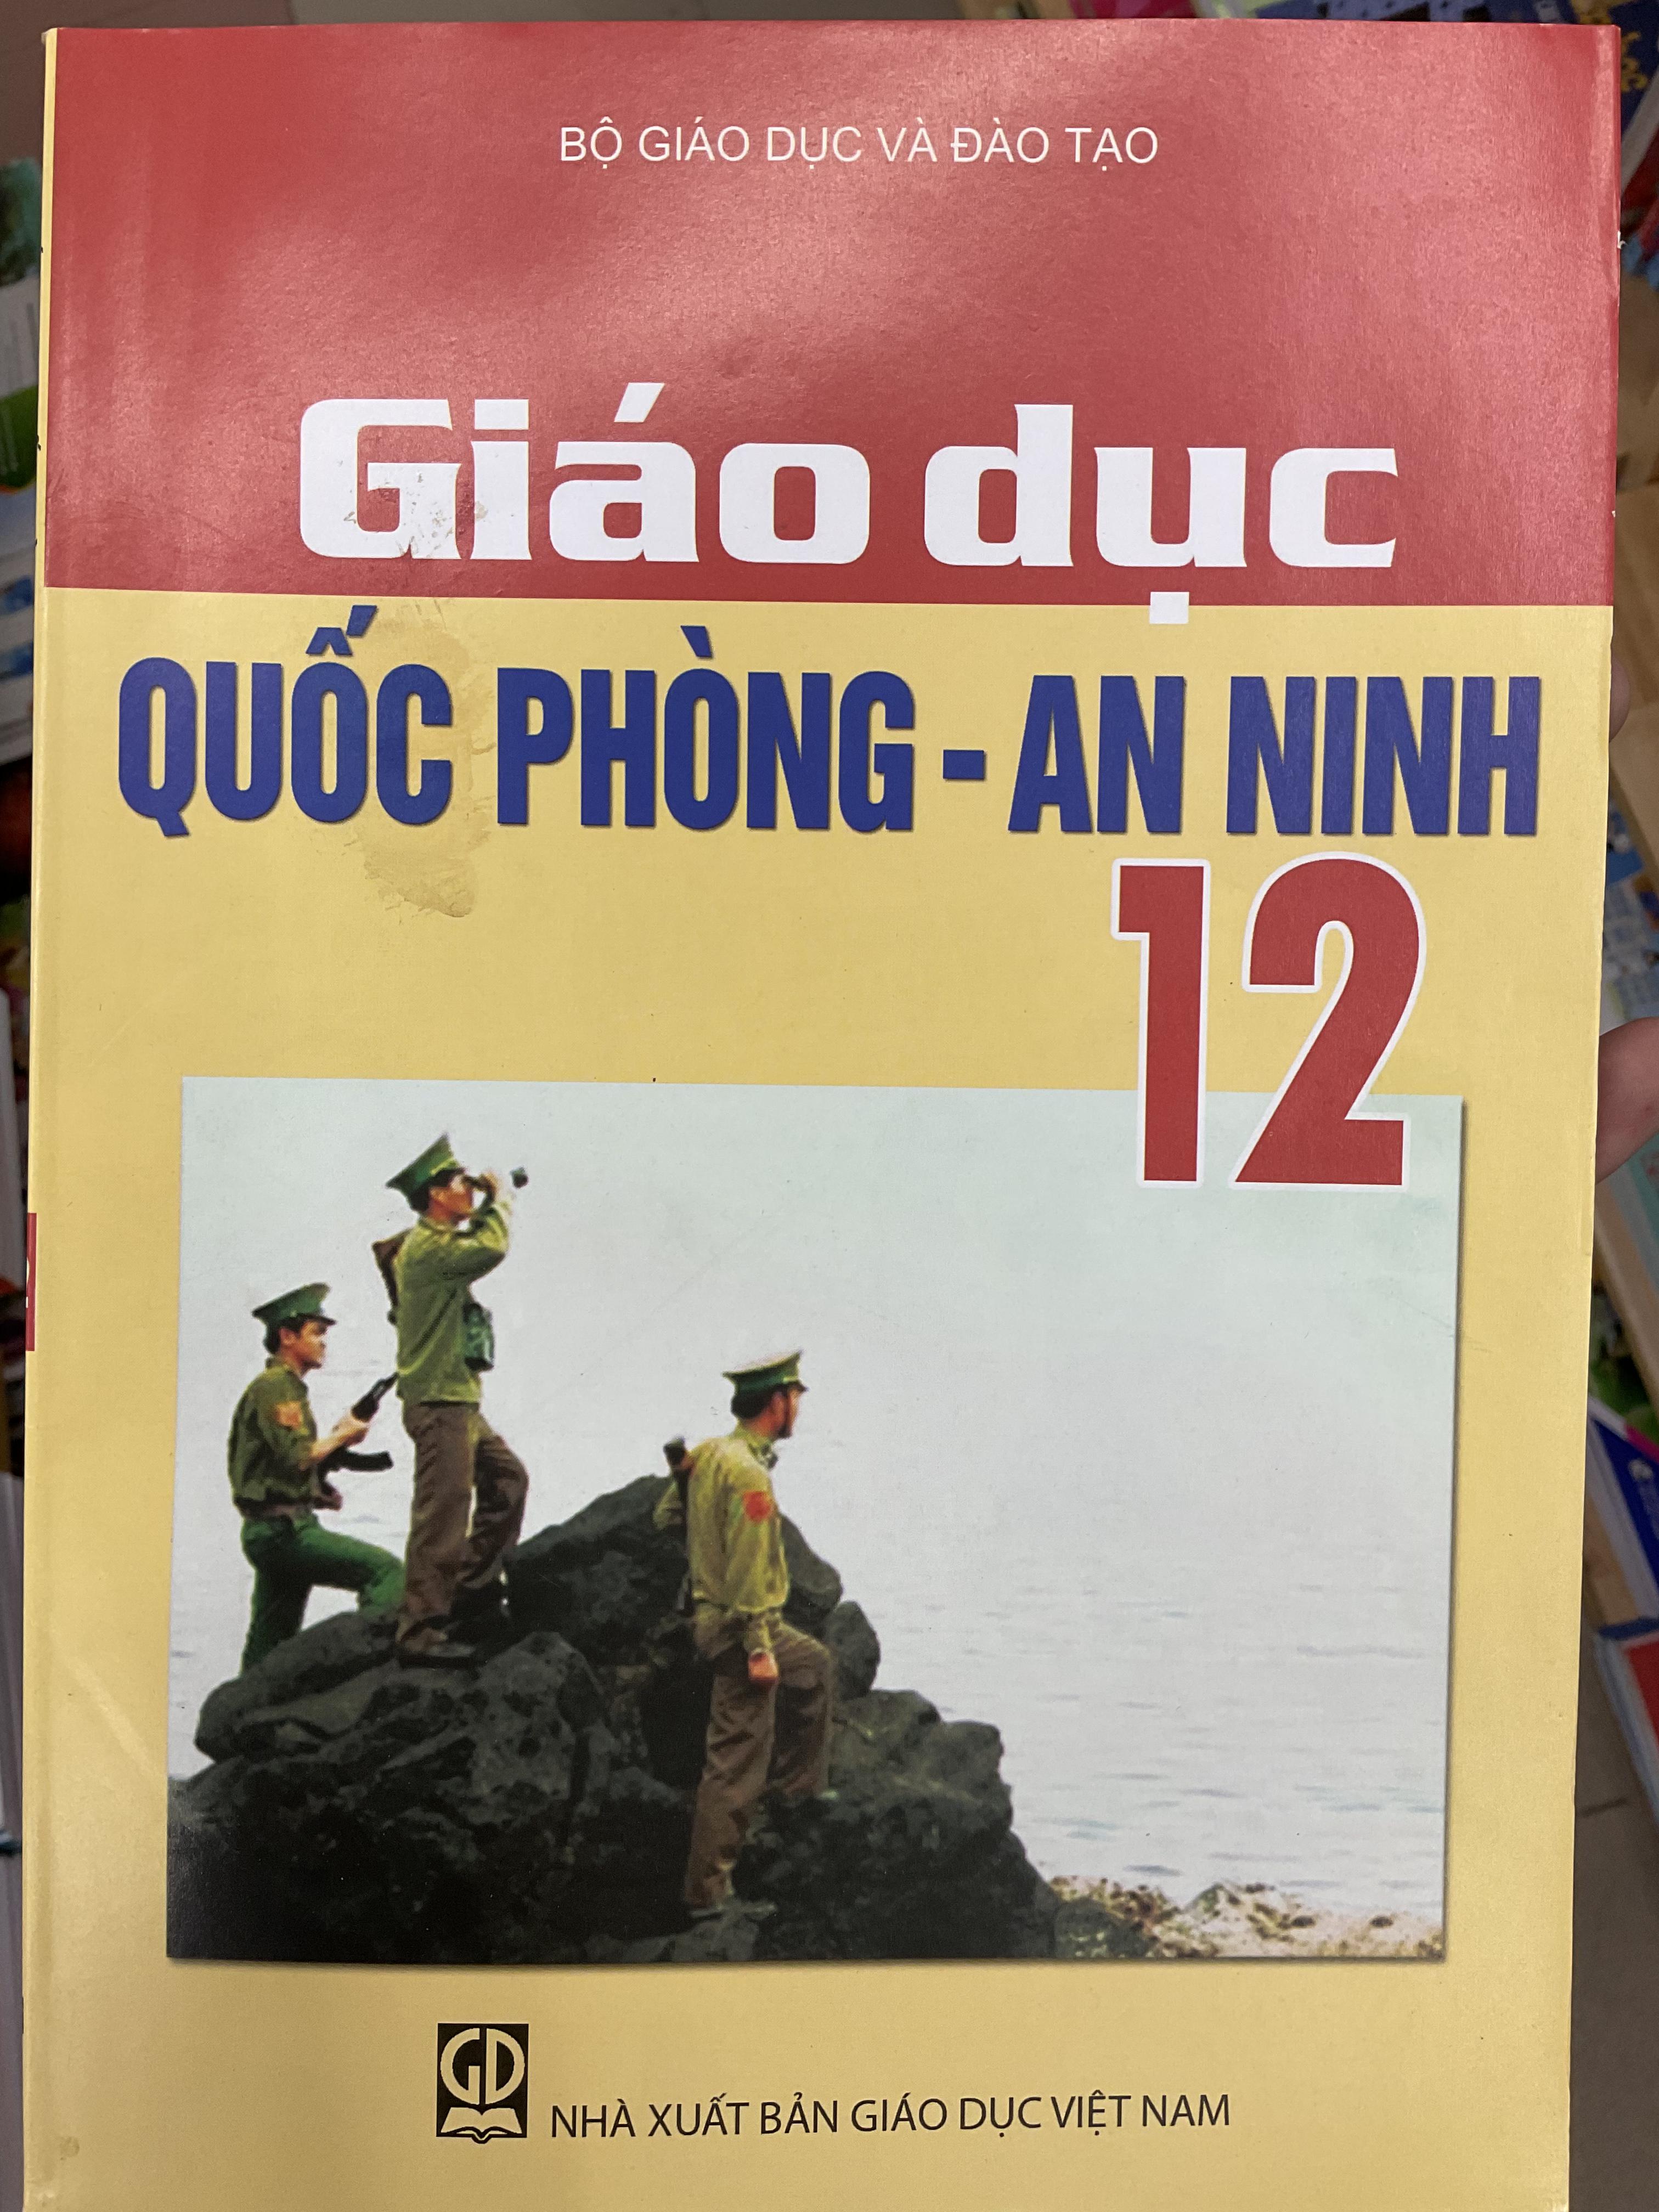 BỘ GIÁO DỤC VÀ ĐÀO TẠO
Giáo dục
QUỐC PHÒNG - AN NINH
12
GD
NHÀ XUẤT BẢN GIÁO DỤC VIỆT NAM